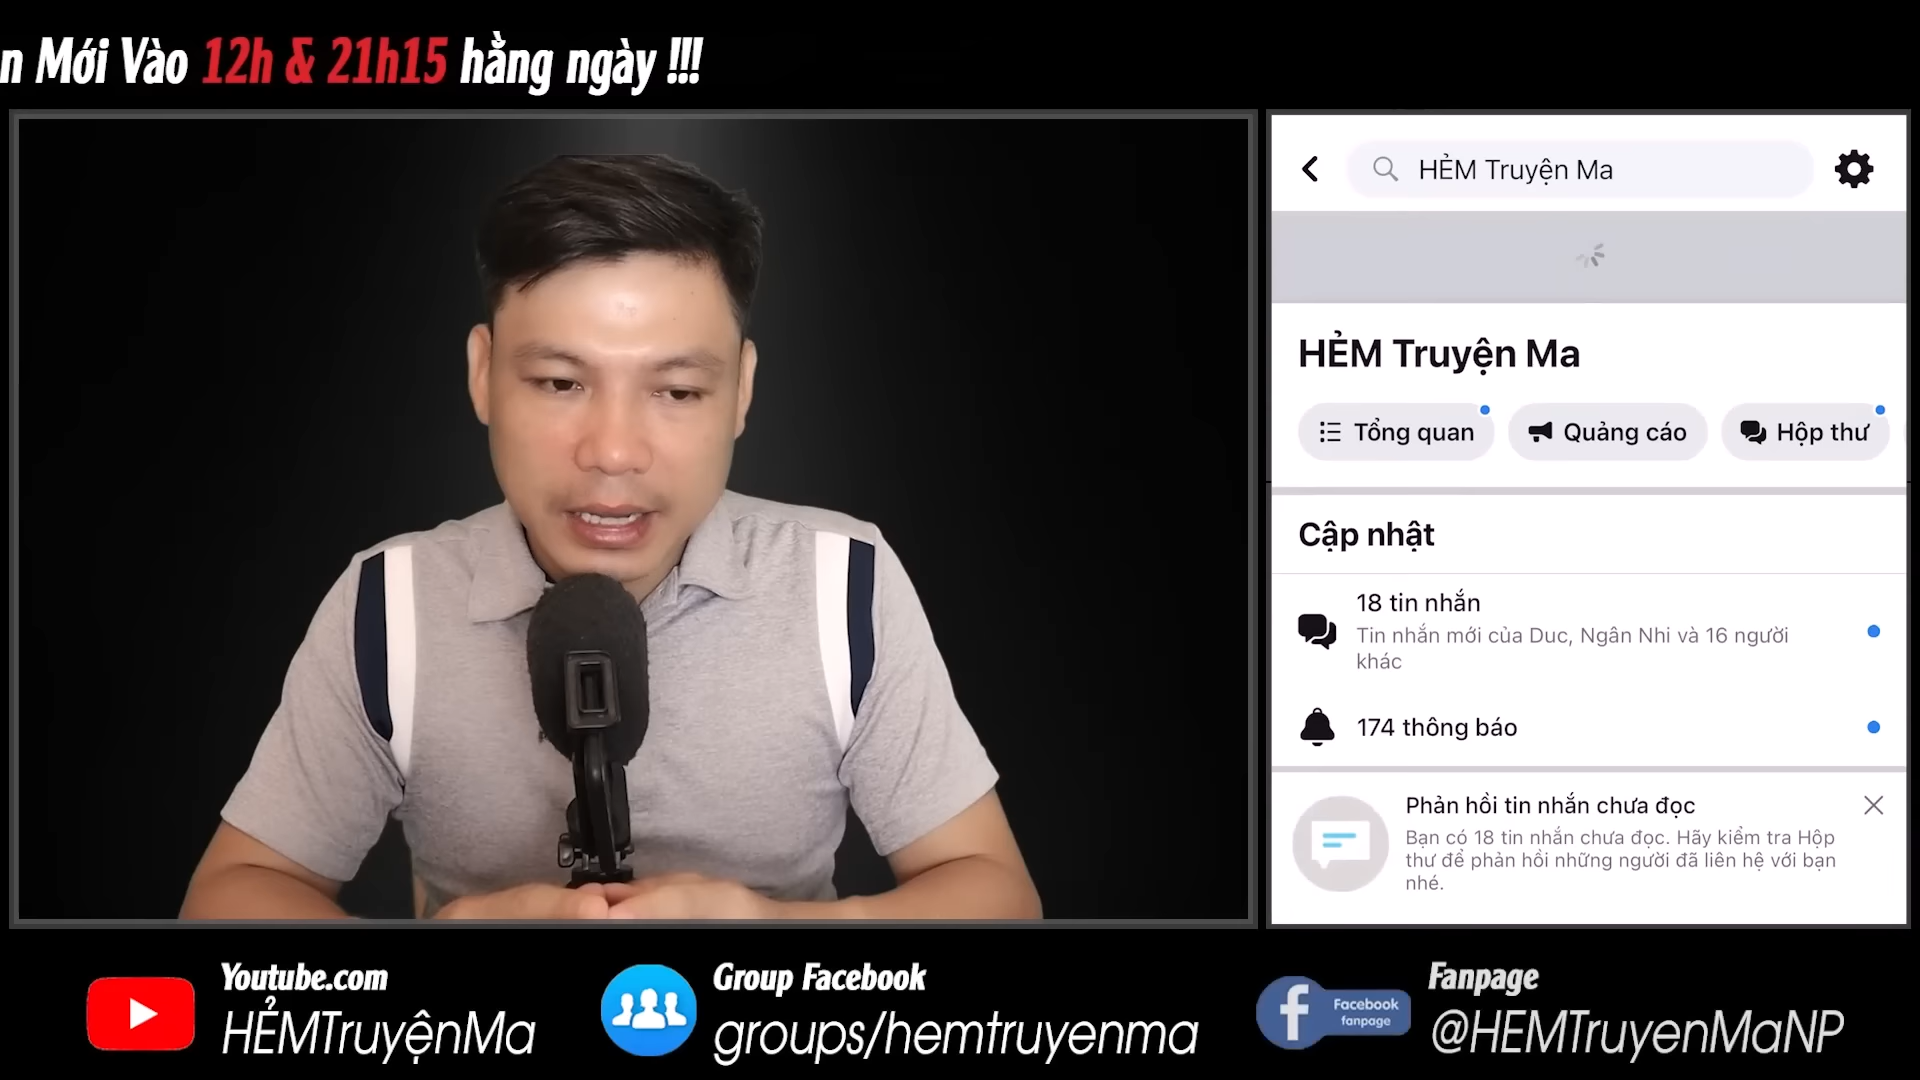 n Mới Vào 12h & 21h15 hằng ngày !!!
HẺM Truyện Ma
HẺM Truyện Ma
Tổng quan
Quảng cáo
Hộp thư
Cập nhật
18 tin nhắn
Tin nhắn mới của Duc, Ngân Nhi và 16 người
khác
174 thông báo
Phản hồi tin nhắn chưa đọc
Bạn có 18 tin nhắn chưa đọc. Hãy kiểm tra Hộp
thư để phản hồi những người đã liên hệ với bạn
nhé.
Youtube.com
HẺMTruyệnMa
Group Facebook
groups/hemtruyenma
Facebook
fanpage
Fanpage
@HEMTruyenMaNP